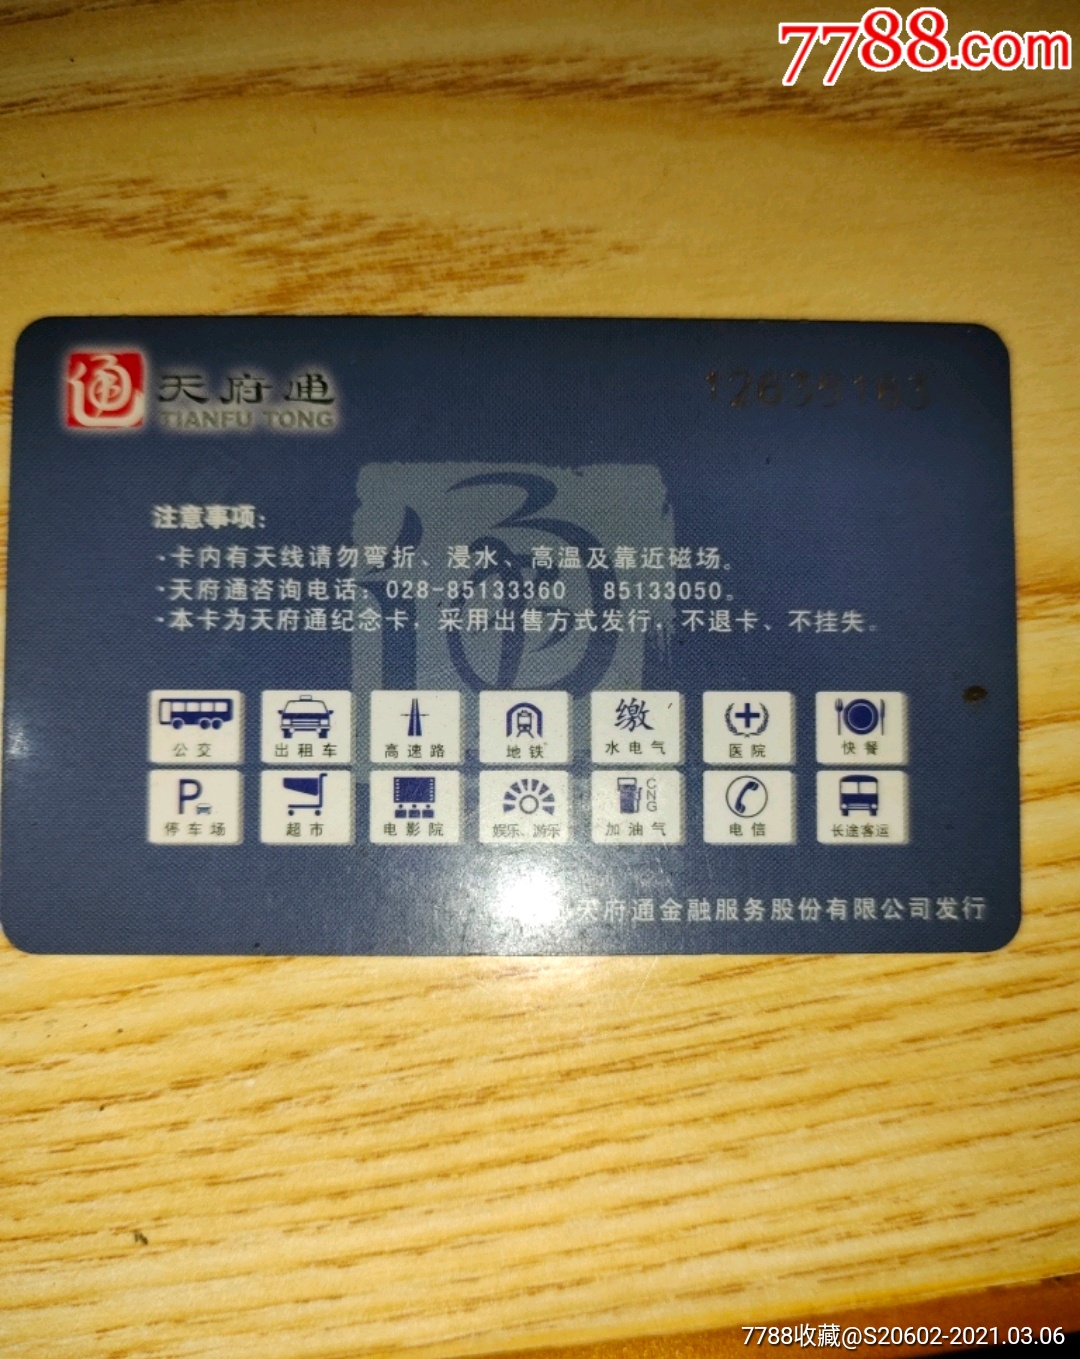 7788.com
通 天府通
TIANFU TONG
注意事项:
·卡内有天线请勿弯折、浸水、高温及靠近磁场。
·天府通咨询电话: 028-85133360 85133050。
·本卡为天府通纪念卡,采用出售方式发行,不退卡、不挂失。
公交 出租车 高速路 地铁 缴 水电气 医院 快餐
P 停车场 超市 电影院 娱乐、游乐 CNG 加油气 电信 长途客运
天府通金融服务股份有限公司发行
7788收藏@S20602-2021.03.06